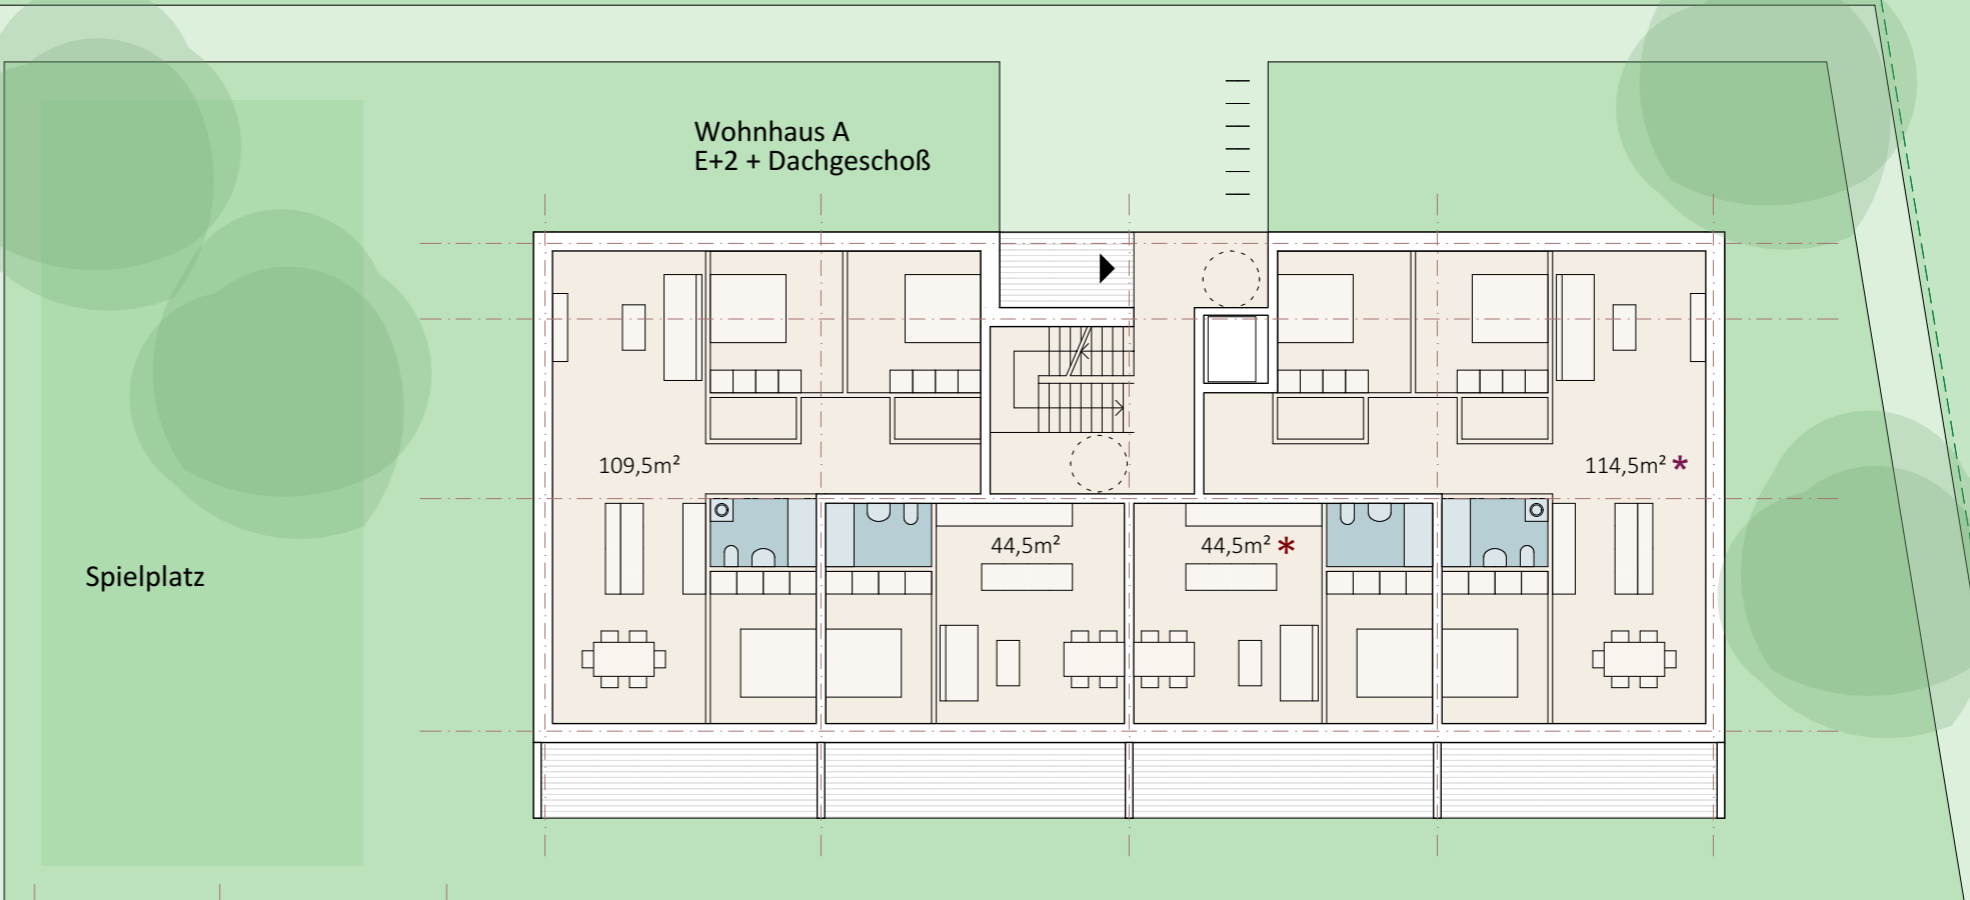 Wohnhaus A
E+2 + Dachgeschoß
109,5m²
114,5m² *
44,5m²
44,5m² *
Spielplatz